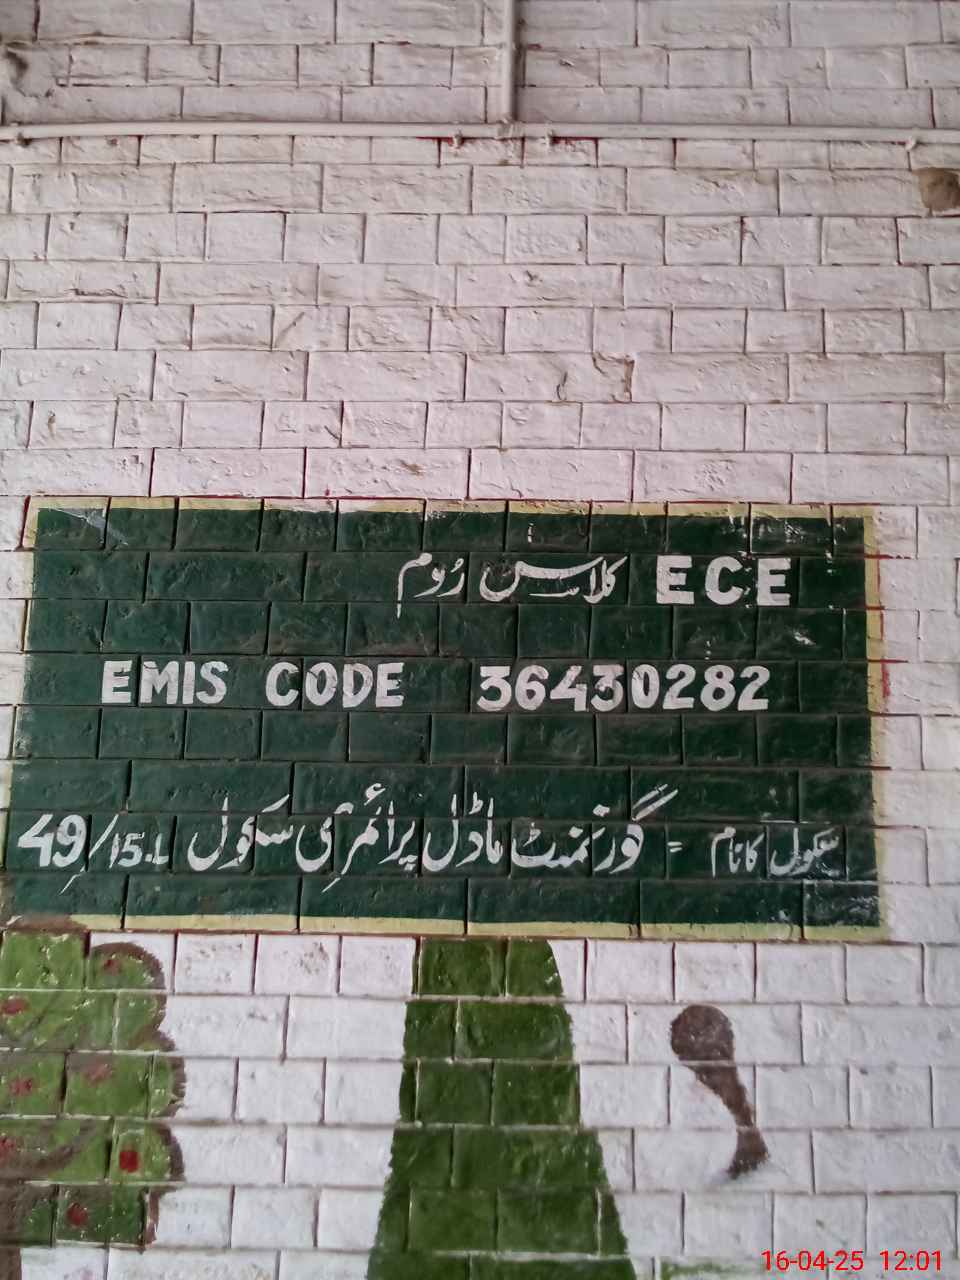 ECE کلاس رُوم
EMIS CODE 36430282
سکول کا نام = گورنمنٹ ماڈل پرائمری سکول 49/15.L
16-04-25 12:01